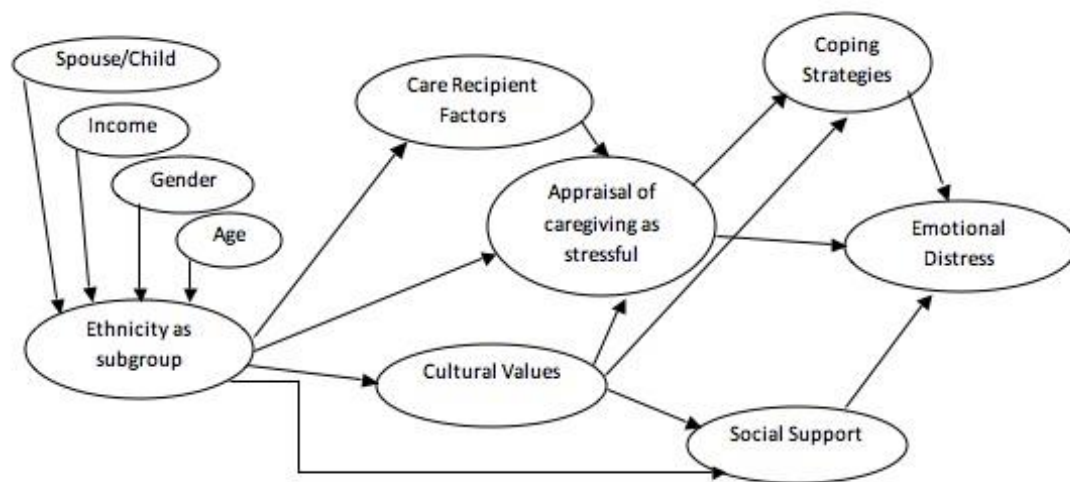 Spouse/Child
Income
Gender
Age
Ethnicity as
subgroup
Care Recipient
Factors
Appraisal of
caregiving as
stressful
Cultural Values
Coping
Strategies
Emotional
Distress
Social Support